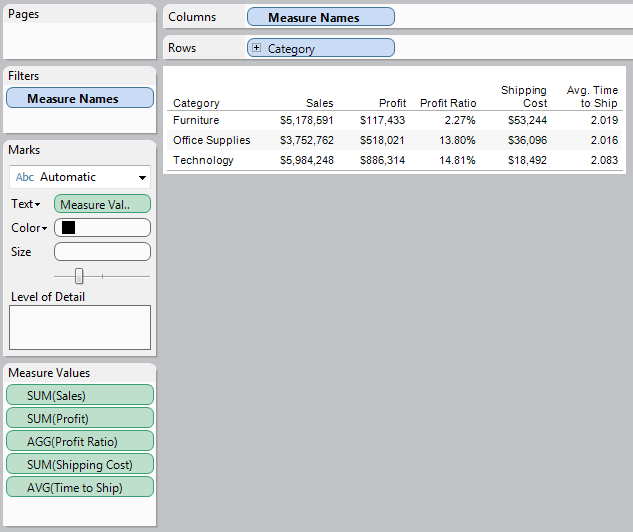 Pages
Columns
Measure Names
Rows
Category
Filters
Measure Names
Marks
Abc Automatic
Text
Measure Val..
Color
Size
Level of Detail
Measure Values
SUM(Sales)
SUM(Profit)
AGG(Profit Ratio)
SUM(Shipping Cost)
AVG(Time to Ship)
Shipping Avg. Time
Category Sales Profit Profit Ratio Cost to Ship
Furniture $5,178,591 $117,433 2.27% $53,244 2.019
Office Supplies $3,752,762 $518,021 13.80% $36,096 2.016
Technology $5,984,248 $886,314 14.81% $18,492 2.083